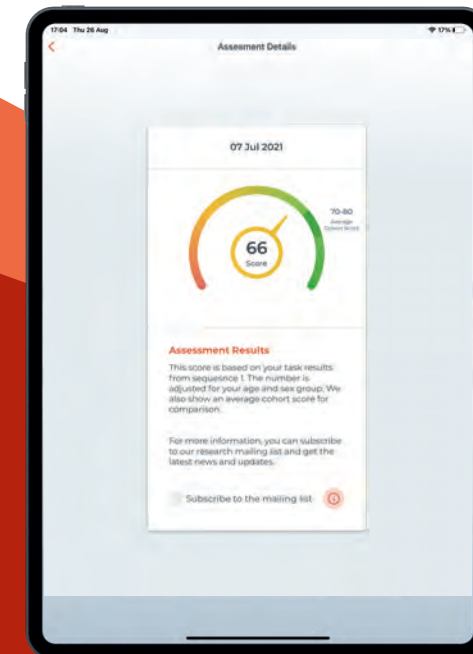 17:04 Thu 26 Aug
17%
Assesment Details
07 Jul 2021
70-80
Average
Cohort Score
66
Score
Assessment Results
This score is based on your task results
from sequesnce 1. The number is
adjusted for your age and sex group. We
also show an average cohort score for
comparison.
For more information, you can subscribe
to our research mailing list and get the
latest news and updates.
Subscribe to the mailing list